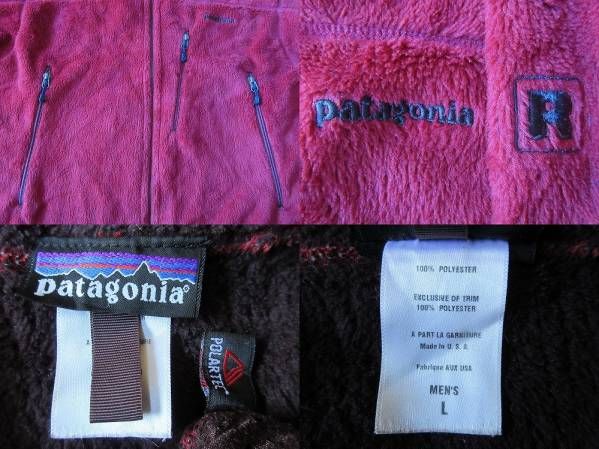 patagonia
R
patagonia®
A
M
POLARTEC
100% POLYESTER
EXCLUSIVE OF TRIM
100% POLYESTER
A PART LA GARNITURE
Made in U. S. A.
Fabrique AUX USA
MEN'S
L